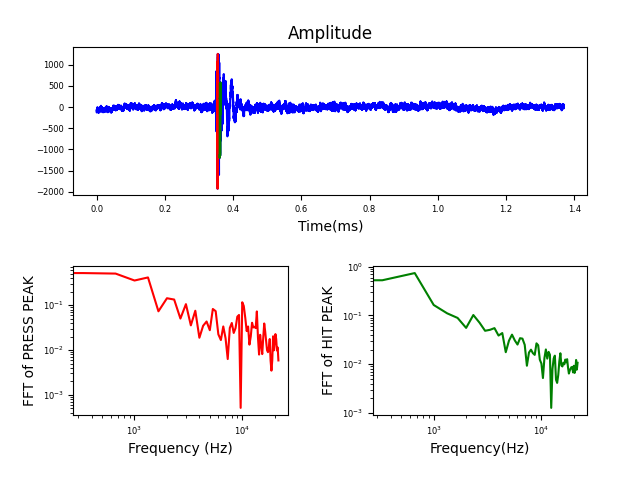 Amplitude
1000
500
0
−500
−1000
−1500
−2000
0.0 0.2 0.4 0.6 0.8 1.0 1.2 1.4
Time(ms)
FFT of PRESS PEAK
10⁻¹
10⁻²
10⁻³
10³ 10⁴
Frequency (Hz)
FFT of HIT PEAK
10⁰
10⁻¹
10⁻²
10⁻³
10³ 10⁴
Frequency(Hz)